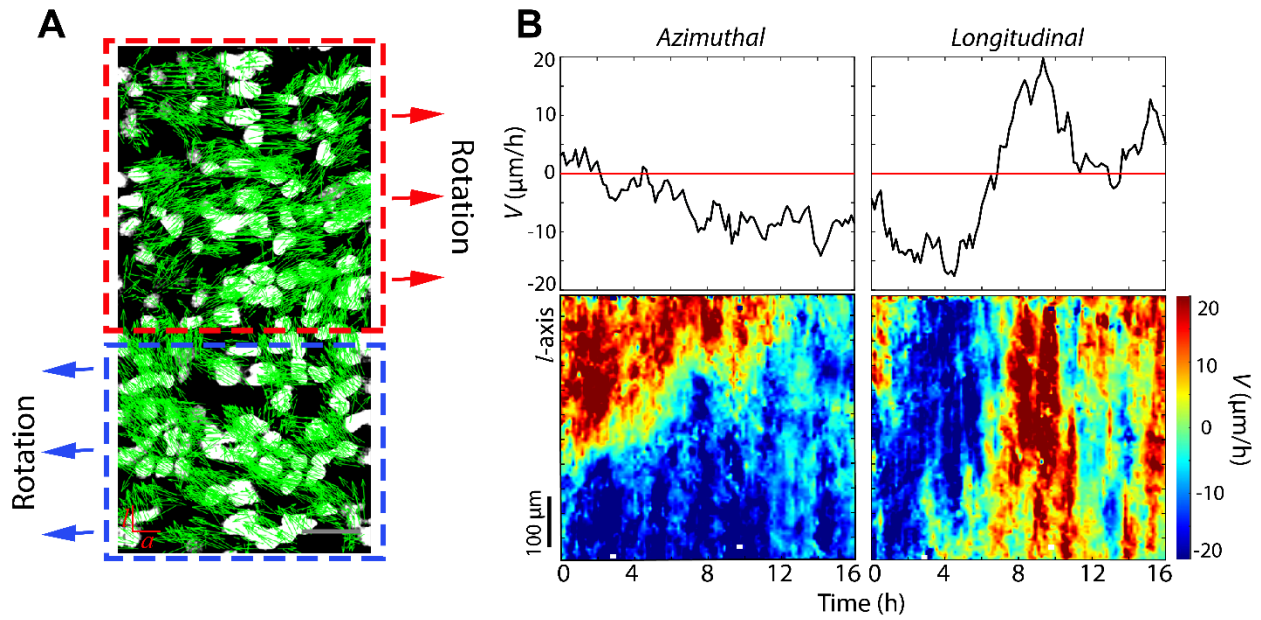 A
Rotation
Rotation
l
a
B
Azimuthal
Longitudinal
V (μm/h)
20
10
0
-10
-20
l-axis
100 μm
0 4 8 12 16
0 4 8 12 16
Time (h)
20
10
0
-10
-20
V (μm/h)